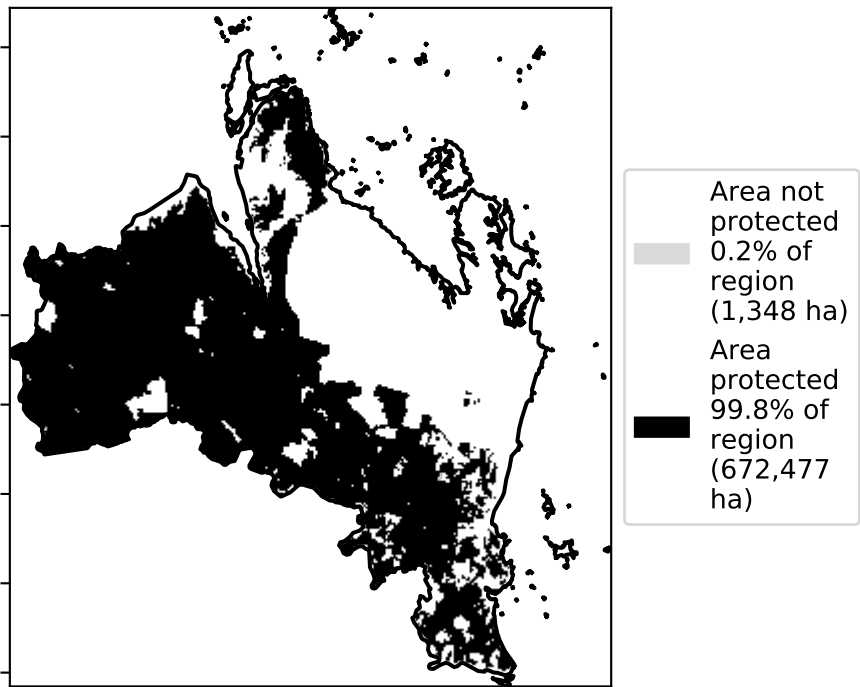 Area not
protected
0.2% of
region
(1,348 ha)
Area
protected
99.8% of
region
(672,477
ha)